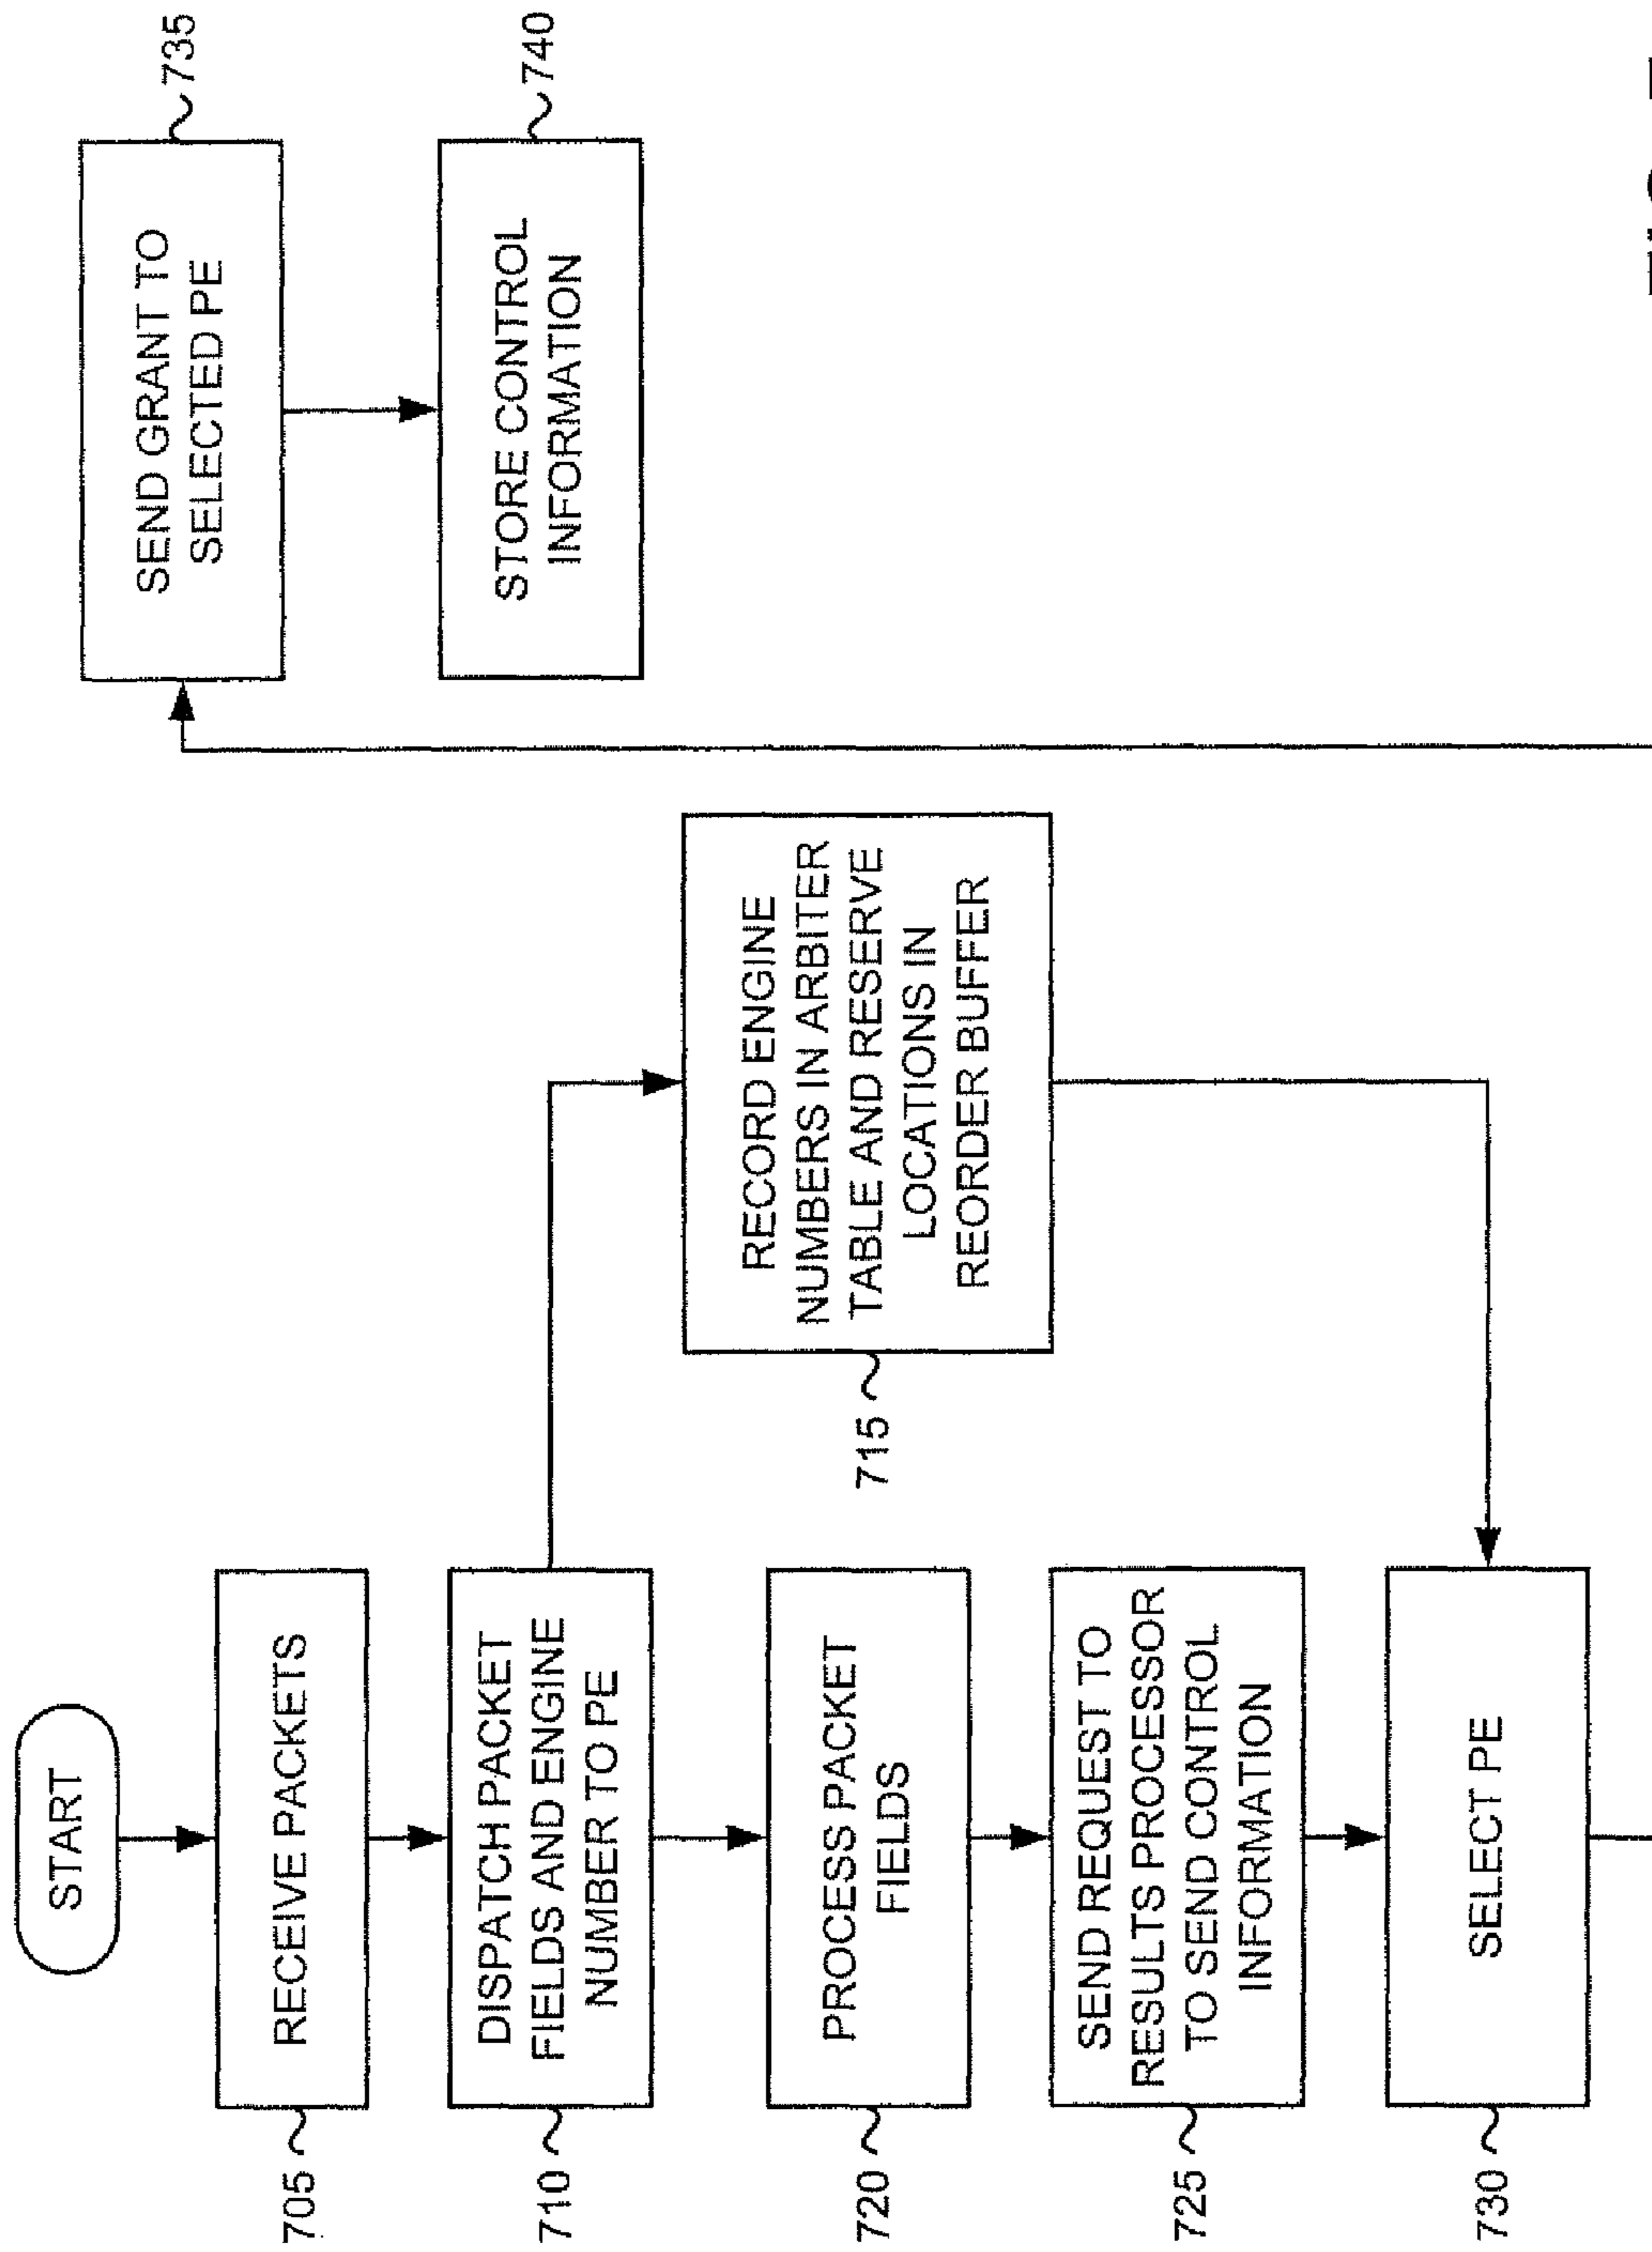 START
705
RECEIVE PACKETS
710
DISPATCH PACKET
FIELDS AND ENGINE
NUMBER TO PE
715
RECORD ENGINE
NUMBERS IN ARBITER
TABLE AND RESERVE
LOCATIONS IN
REORDER BUFFER
720
PROCESS PACKET
FIELDS
725
SEND REQUEST TO
RESULTS PROCESSOR
TO SEND CONTROL
INFORMATION
730
SELECT PE
735
SEND GRANT TO
SELECTED PE
740
STORE CONTROL
INFORMATION